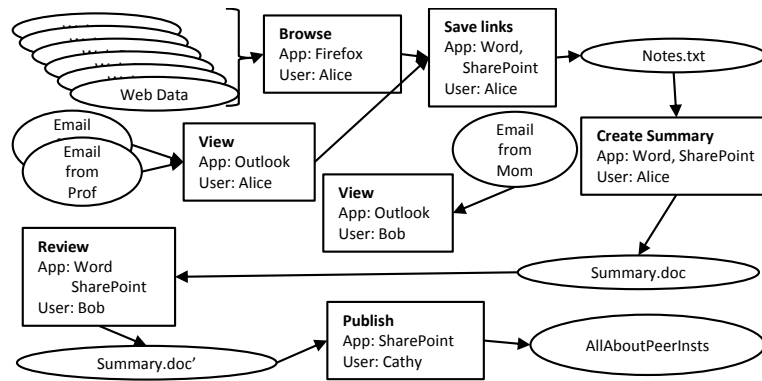 Browse
App: Firefox
User: Alice
Save links
App: Word,
SharePoint
User: Alice
Notes.txt
Web Data
Email
Email
from
Prof
View
App: Outlook
User: Alice
Email
from
Mom
Create Summary
App: Word, SharePoint
User: Alice
View
App: Outlook
User: Bob
Review
App: Word
SharePoint
User: Bob
Summary.doc
Summary.doc’
Publish
App: SharePoint
User: Cathy
AllAboutPeerInsts